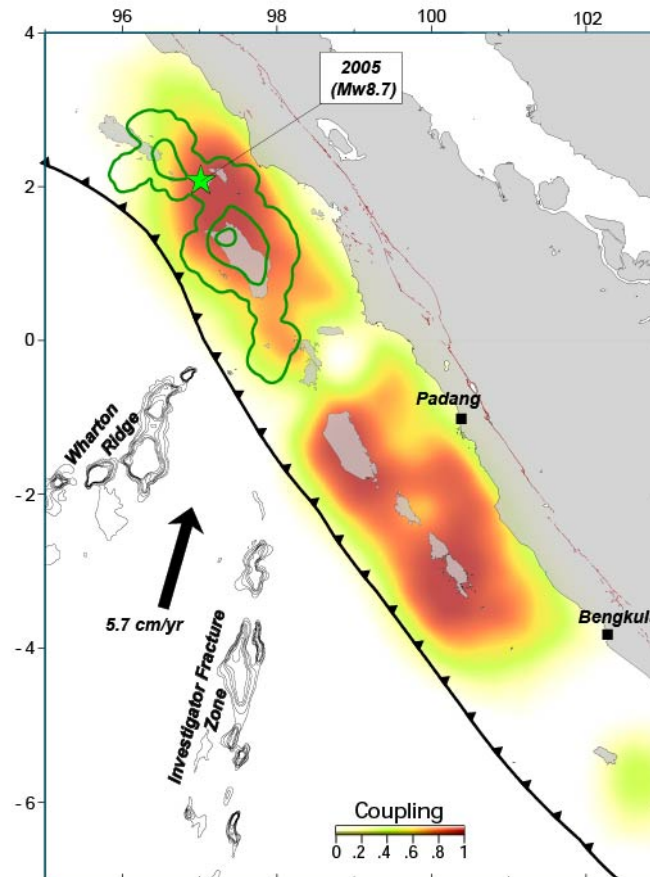 96
98
100
102
4
2
0
-2
-4
-6
2005
(Mw8.7)
Padang
Wharton
Ridge
5.7 cm/yr
Bengkulu
Investigator Fracture
Zone
Coupling
0 .2 .4 .6 .8 1